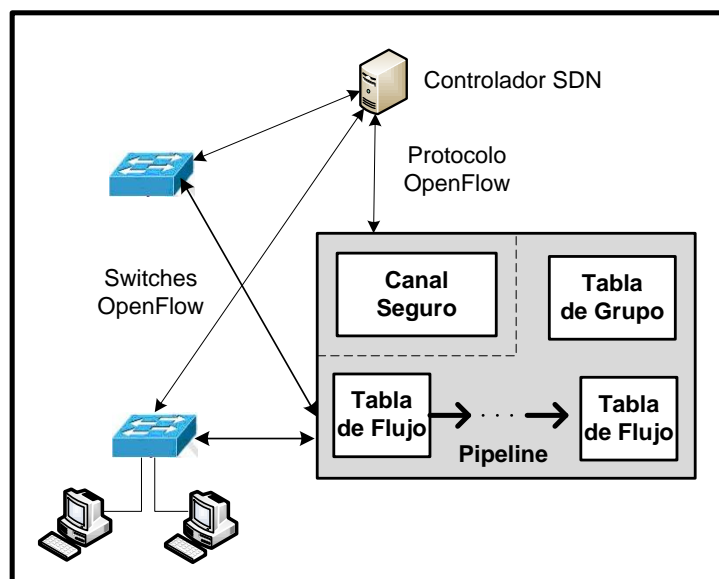 Controlador SDN
Protocolo
OpenFlow
Switches
OpenFlow
Canal
Seguro
Tabla
de Grupo
Tabla
de Flujo
. . .
Pipeline
Tabla
de Flujo